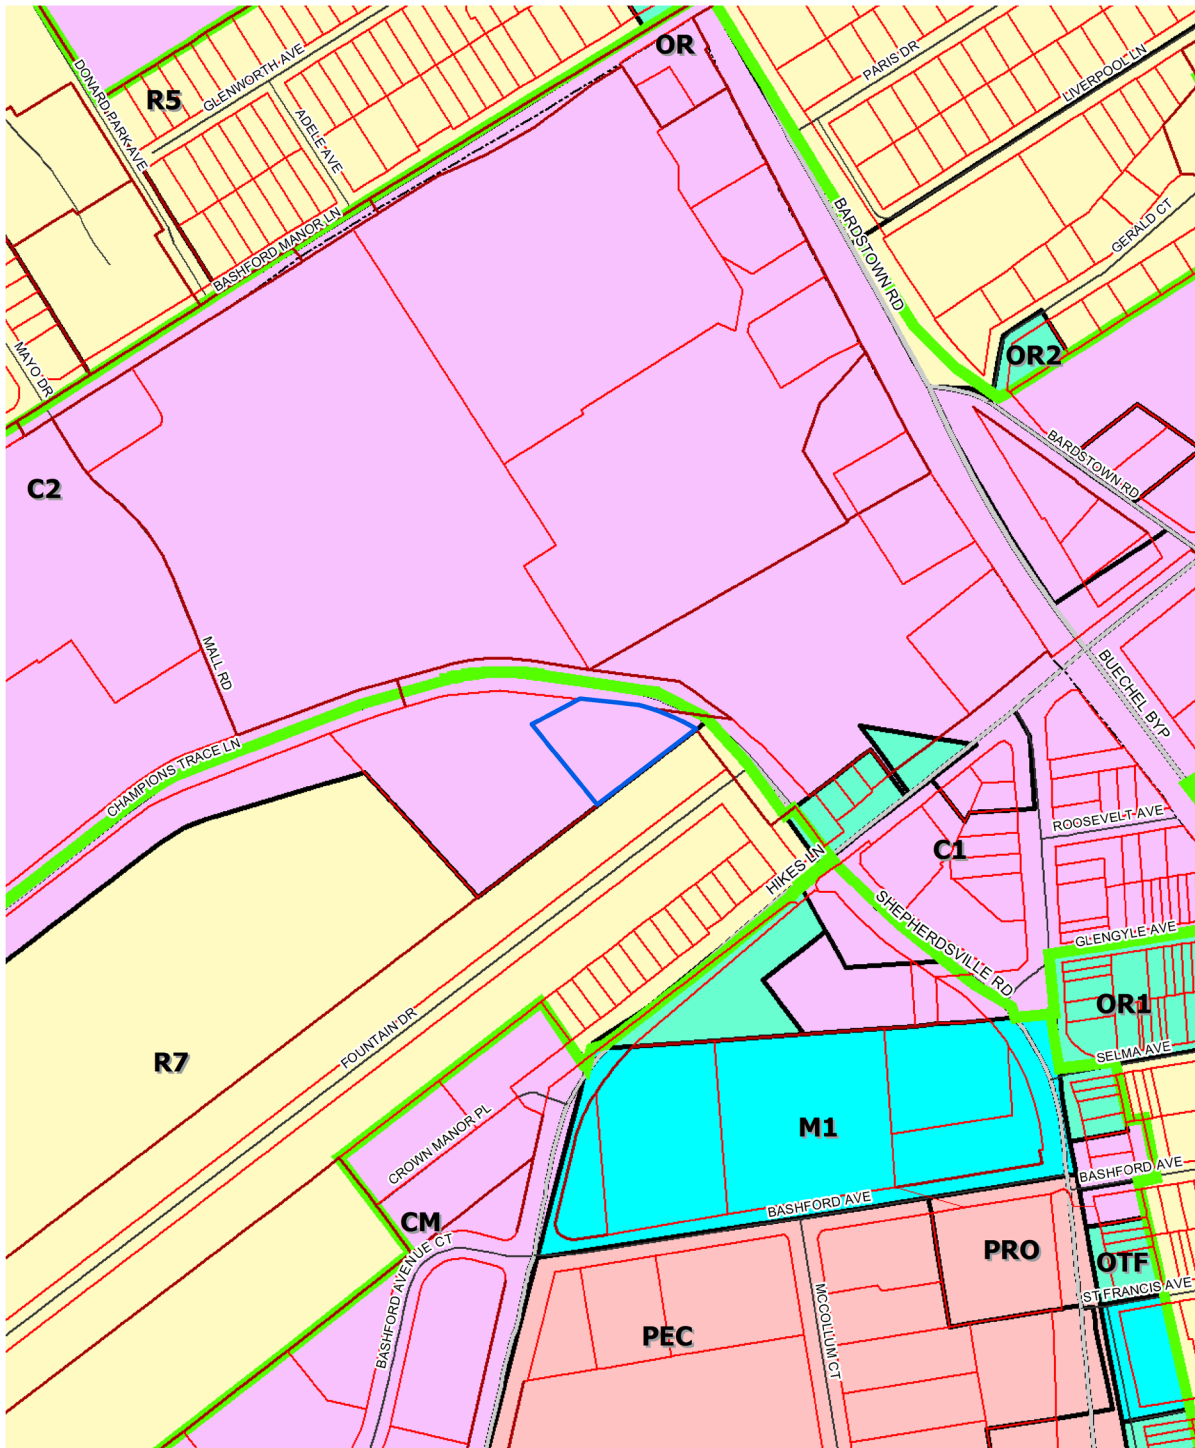 OR
PARIS DR
LIVERPOOL LN
GLENWORTH AVE
DONARD PARK AVE
R5
ADELE AVE
BASHFORD MANOR LN
BARDSTOWN RD
GERALD CT
OR2
MAYO DR
BARDSTOWN RD
C2
MALL RD
BUECHEL BYP
CHAMPIONS TRACE LN
ROOSEVELT AVE
C1
HIKES LN
SHEPHERDSVILLE RD
GLENGYLE AVE
OR1
FOUNTAIN DR
SELMA AVE
R7
CROWN MANOR PL
M1
BASHFORD AVE
BASHFORD AVE
CM
BASHFORD AVENUE CT
PRO
OTF
ST FRANCIS AVE
MCCOLLUM CT
PEC